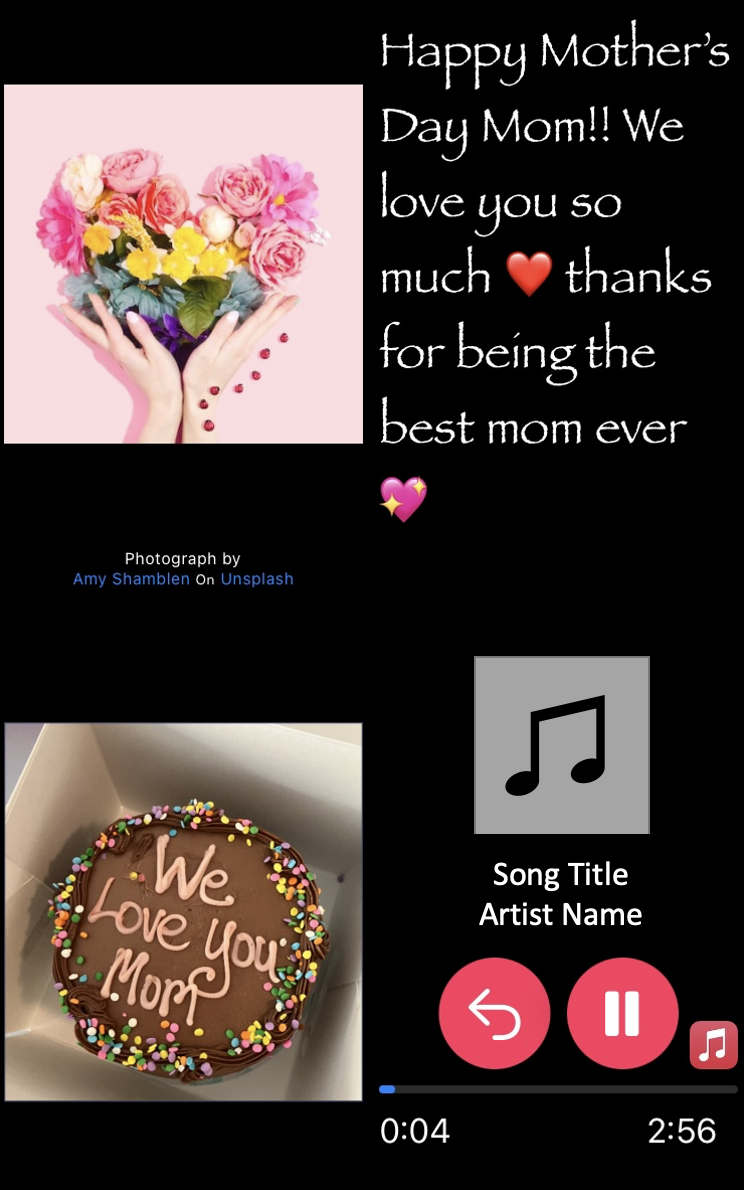 Happy Mother's
Day Mom!! We
love you so
much ❤️ thanks
for being the
best mom ever
💖
Photograph by
Amy Shamblen On Unsplash
We
Love You
Mom
Song Title
Artist Name
0:04
2:56